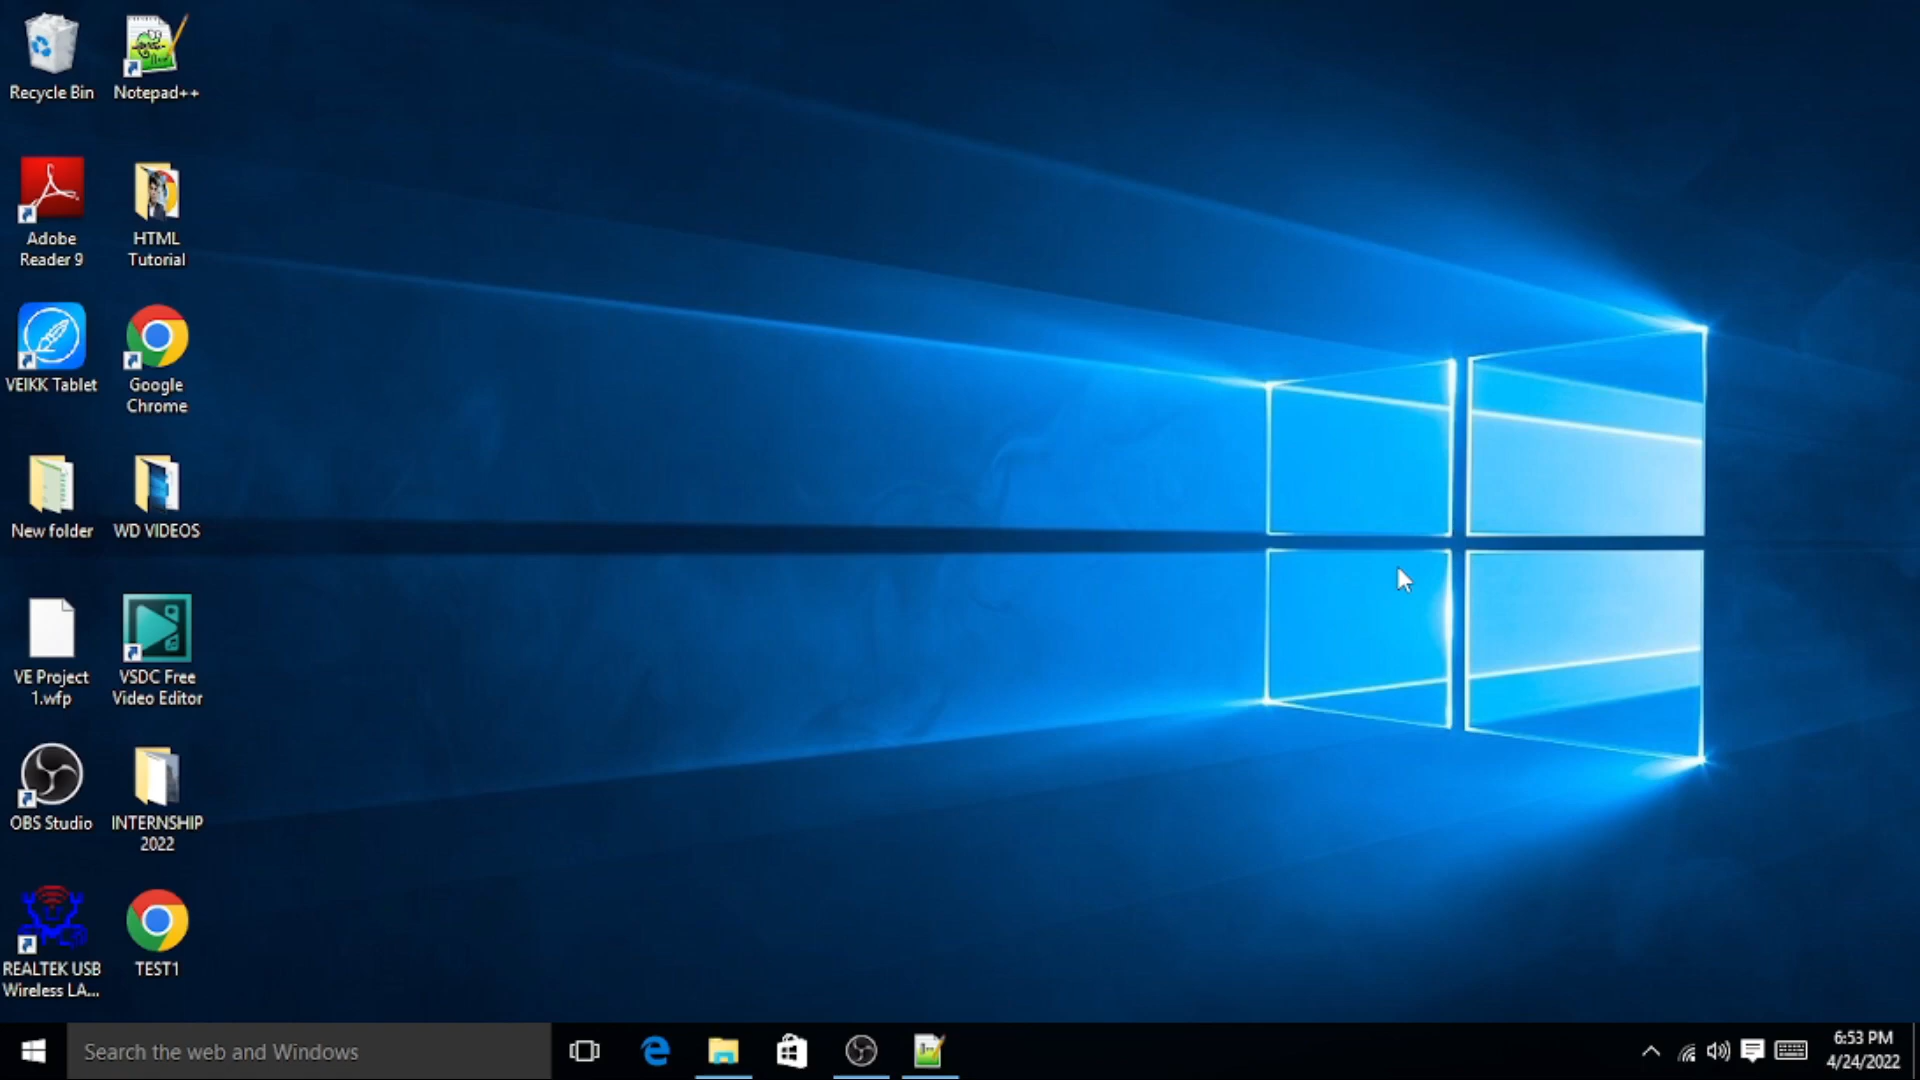 Recycle Bin
Notepad++
Adobe
Reader 9
HTML
Tutorial
VEIKK Tablet
Google
Chrome
New folder
WD VIDEOS
VE Project
1.wfp
VSDC Free
Video Editor
OBS Studio
INTERNSHIP
2022
REALTEK USB
Wireless LA...
TEST1
Search the web and Windows
6:53 PM
4/24/2022